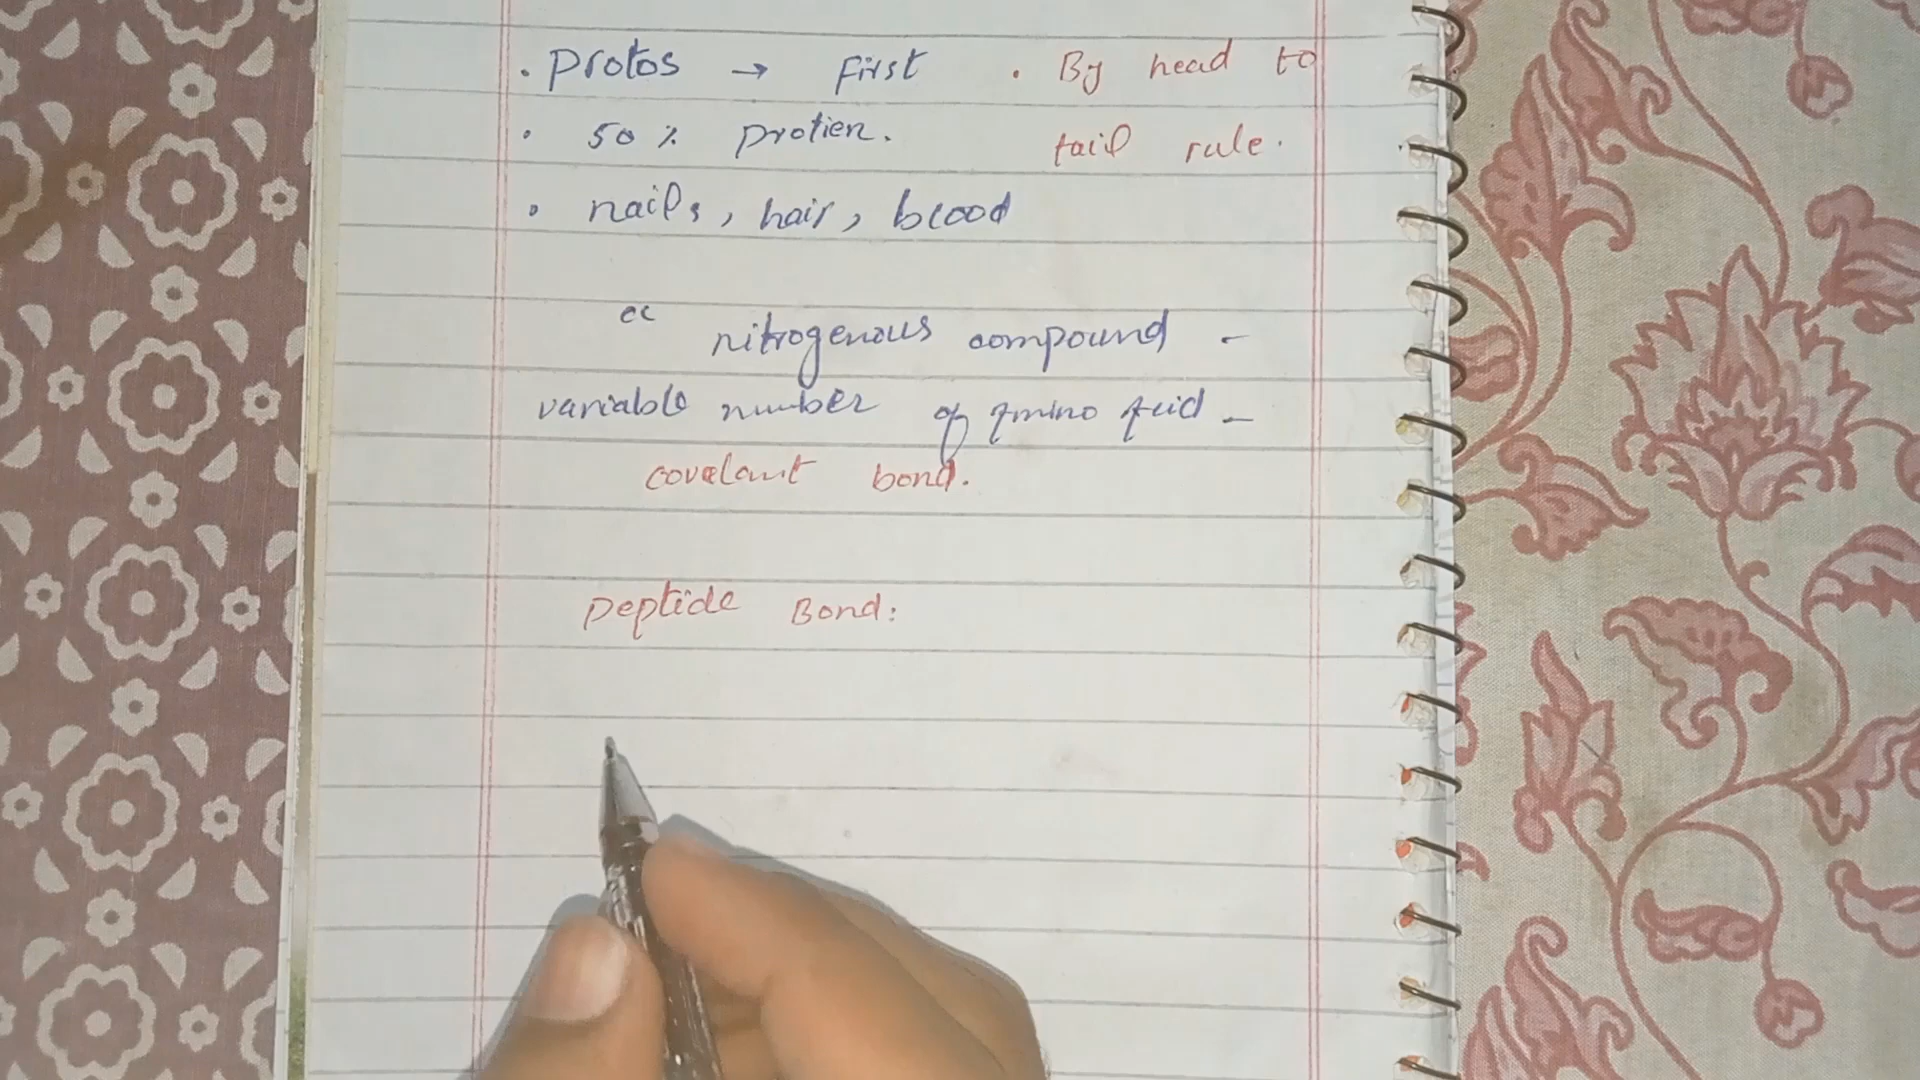 . Protos → First . By head to
. 50 % Protien. tail rule.
. nails, hair, blood
“ nitrogenous compound -
variable number of Amino Acid -
covelant bond.
Peptide Bond: